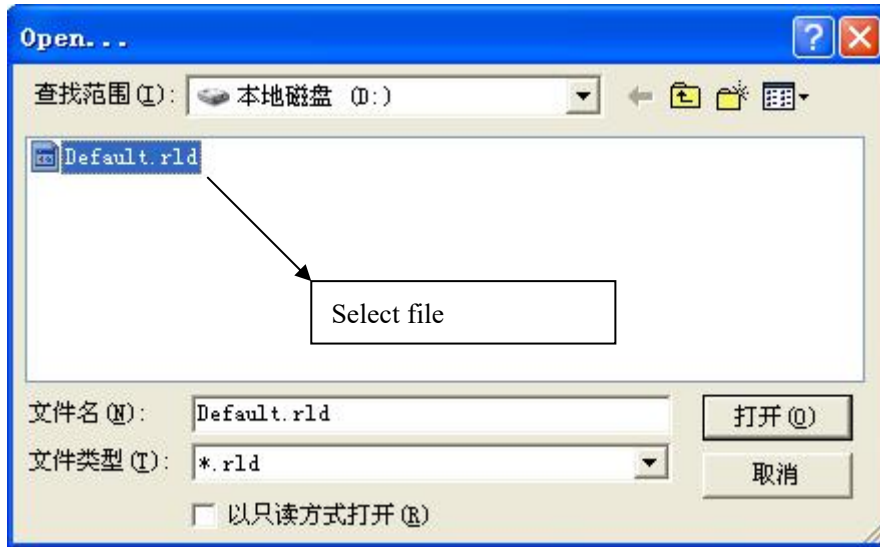 Open...
查找范围(I): 本地磁盘 (D:)
Default.rld
Select file
文件名(N): Default.rld 打开(O)
文件类型(T): *.rld 取消
以只读方式打开(R)